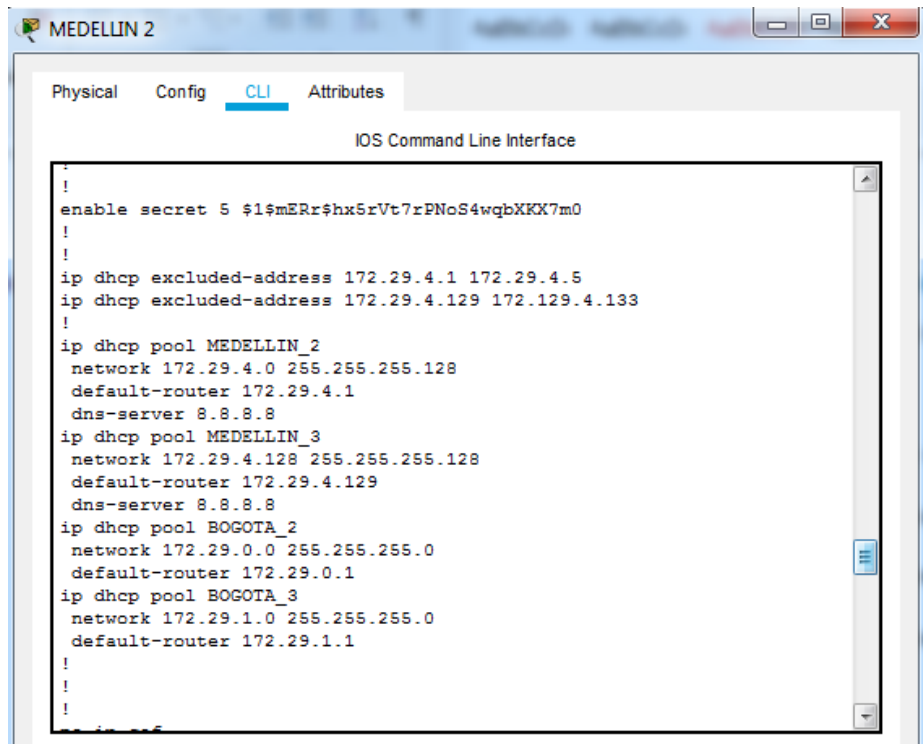 MEDELLIN 2
Physical Config CLI Attributes
IOS Command Line Interface
!
!
enable secret 5 $1$mERr$hx5rVt7rPNoS4wqbXKX7m0
!
!
ip dhcp excluded-address 172.29.4.1 172.29.4.5
ip dhcp excluded-address 172.29.4.129 172.129.4.133
!
ip dhcp pool MEDELLIN_2
network 172.29.4.0 255.255.255.128
default-router 172.29.4.1
dns-server 8.8.8.8
ip dhcp pool MEDELLIN_3
network 172.29.4.128 255.255.255.128
default-router 172.29.4.129
dns-server 8.8.8.8
ip dhcp pool BOGOTA_2
network 172.29.0.0 255.255.255.0
default-router 172.29.0.1
ip dhcp pool BOGOTA_3
network 172.29.1.0 255.255.255.0
default-router 172.29.1.1
!
!
!